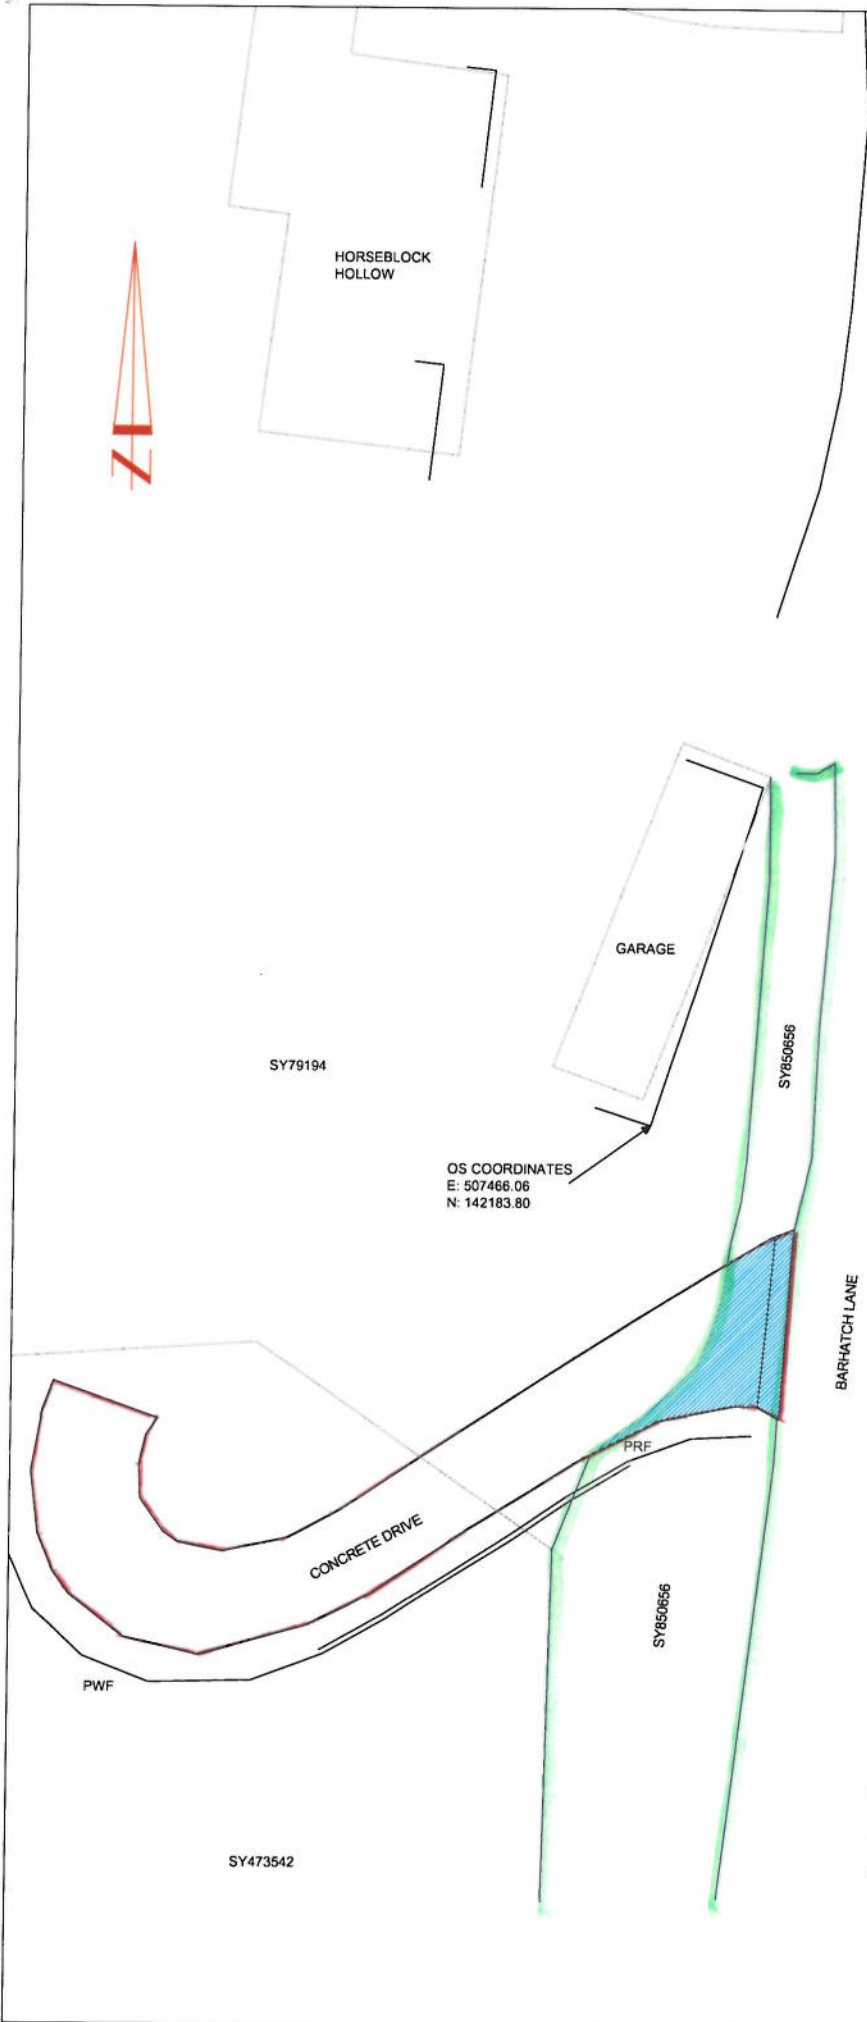 HORSEBLOCK
HOLLOW
N
GARAGE
SY850656
SY79194
OS COORDINATES
E: 507466.06
N: 142183.80
BARHATCH LANE
PRF
CONCRETE DRIVE
SY850656
PWF
SY473542